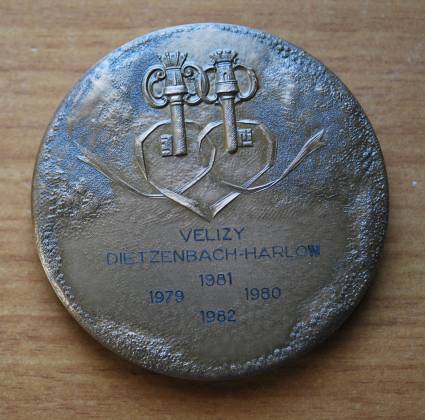 VELIZY
DIETZENBACH-HARLOW
1981
1979 1980
1982